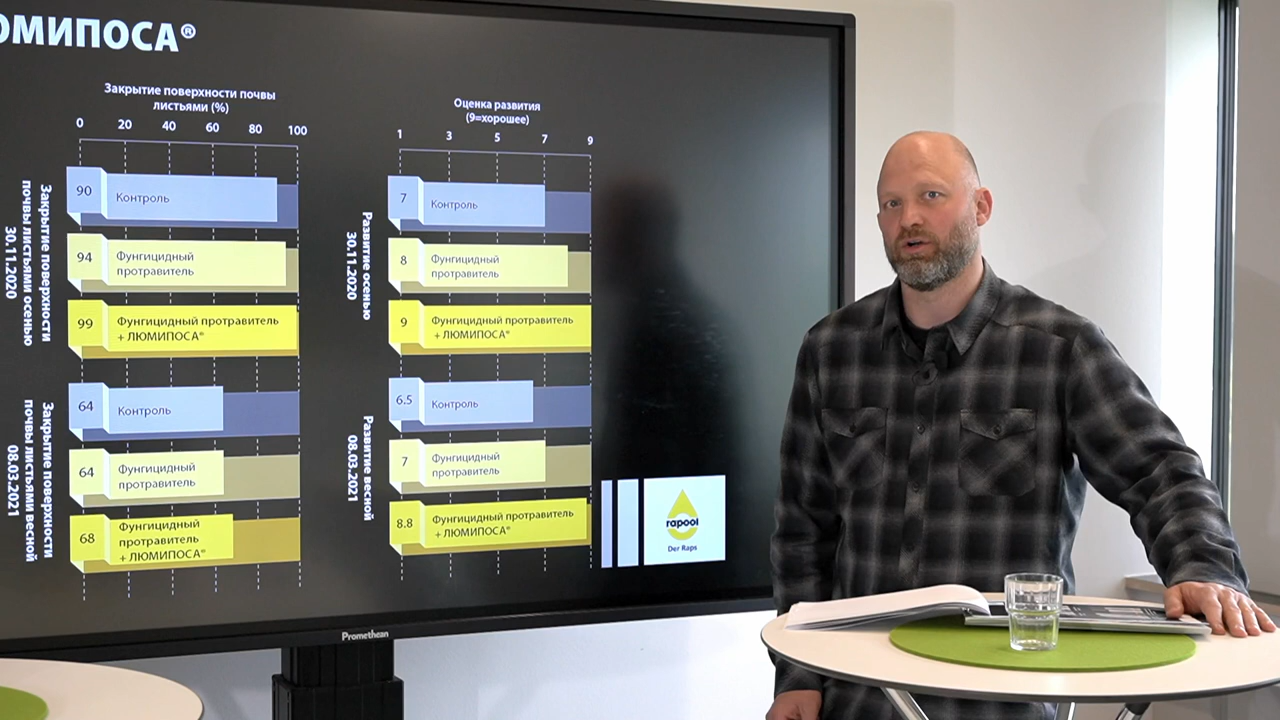 ЮМИПОСА®
Закрытие поверхности почвы
листьями (%)
0 20 40 60 80 100
Закрытие поверхности
почвы листьями осенью
30.11.2020
90 Контроль
94 Фунгицидный
протравитель
99 Фунгицидный протравитель
+ ЛЮМИПОСА®
Закрытие поверхности
почвы листьями весной
08.03.2021
64 Контроль
64 Фунгицидный
протравитель
68 Фунгицидный
протравитель
+ ЛЮМИПОСА®
Оценка развития
(9=хорошее)
1 3 5 7 9
Развитие осенью
30.11.2020
7 Контроль
8 Фунгицидный
протравитель
9 Фунгицидный протравитель
+ ЛЮМИПОСА®
Развитие весной
08.03.2021
6.5 Контроль
7 Фунгицидный
протравитель
8.8 Фунгицидный протравитель
+ ЛЮМИПОСА®
rapool
Der Raps
Promethean